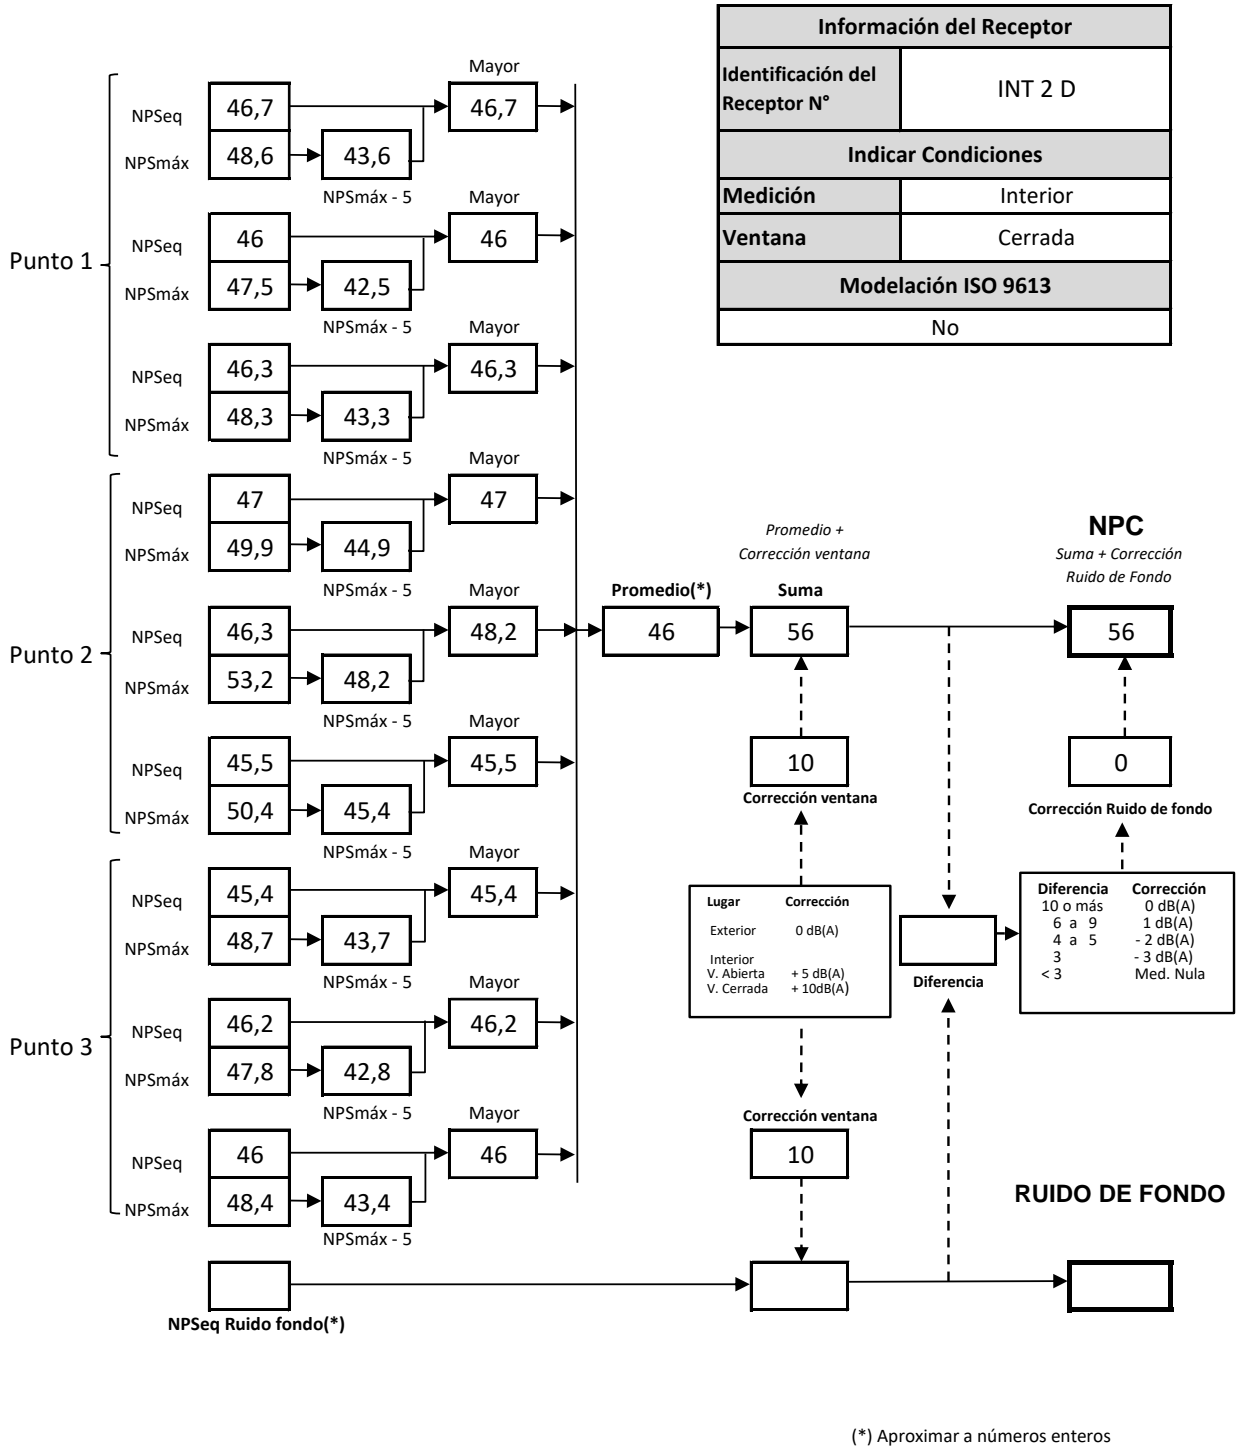 Información del Receptor
Identificación del
Receptor N°
INT 2 D
Indicar Condiciones
Medición Interior
Ventana Cerrada
Modelación ISO 9613
No
Punto 1
Mayor
NPSeq 46,7 46,7
NPSmáx 48,6 43,6
NPSmáx - 5
Mayor
NPSeq 46 46
NPSmáx 47,5 42,5
NPSmáx - 5
Mayor
NPSeq 46,3 46,3
NPSmáx 48,3 43,3
NPSmáx - 5
Punto 2
Mayor
NPSeq 47 47
NPSmáx 49,9 44,9
NPSmáx - 5
Mayor
NPSeq 46,3 48,2
NPSmáx 53,2 48,2
NPSmáx - 5
Mayor
NPSeq 45,5 45,5
NPSmáx 50,4 45,4
NPSmáx - 5
Punto 3
Mayor
NPSeq 45,4 45,4
NPSmáx 48,7 43,7
NPSmáx - 5
Mayor
NPSeq 46,2 46,2
NPSmáx 47,8 42,8
NPSmáx - 5
Mayor
NPSeq 46 46
NPSmáx 48,4 43,4
NPSmáx - 5
NPSeq Ruido fondo(*)
Promedio(*)
46
Promedio +
Corrección ventana
Suma
56
10
Corrección ventana
Lugar Corrección
Exterior 0 dB(A)
Interior
V. Abierta + 5 dB(A)
V. Cerrada + 10dB(A)
Corrección ventana
10
Diferencia
NPC
Suma + Corrección
Ruido de Fondo
56
0
Corrección Ruido de fondo
Diferencia Corrección
10 o más 0 dB(A)
6 a 9 1 dB(A)
4 a 5 - 2 dB(A)
3 - 3 dB(A)
< 3 Med. Nula
RUIDO DE FONDO
(*) Aproximar a números enteros